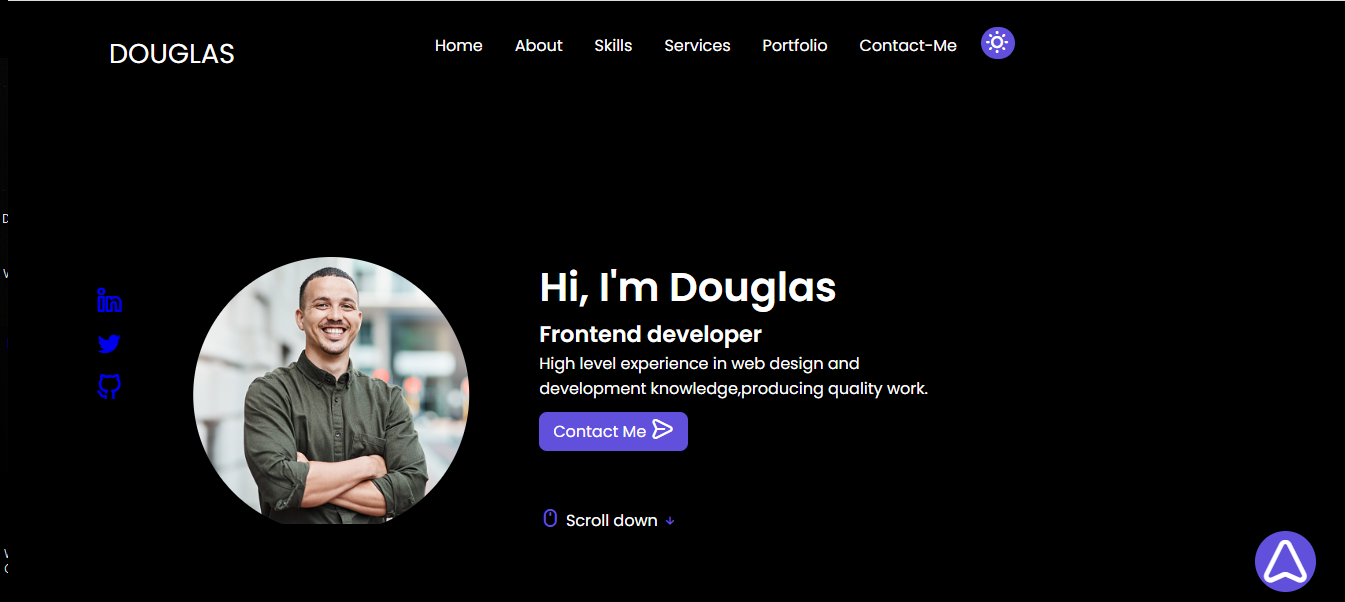 DOUGLAS
Home About Skills Services Portfolio Contact-Me
Hi, I'm Douglas
Frontend developer
High level experience in web design and
development knowledge,producing quality work.
Contact Me
Scroll down